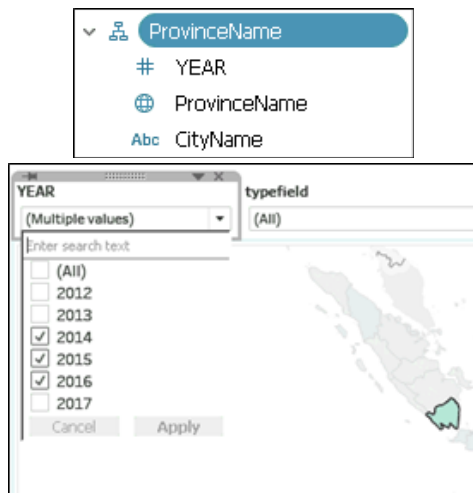 ProvinceName
# YEAR
ProvinceName
Abc CityName
YEAR typefield
(Multiple values) (All)
Enter search text
(All)
2012
2013
2014
2015
2016
2017
Cancel Apply